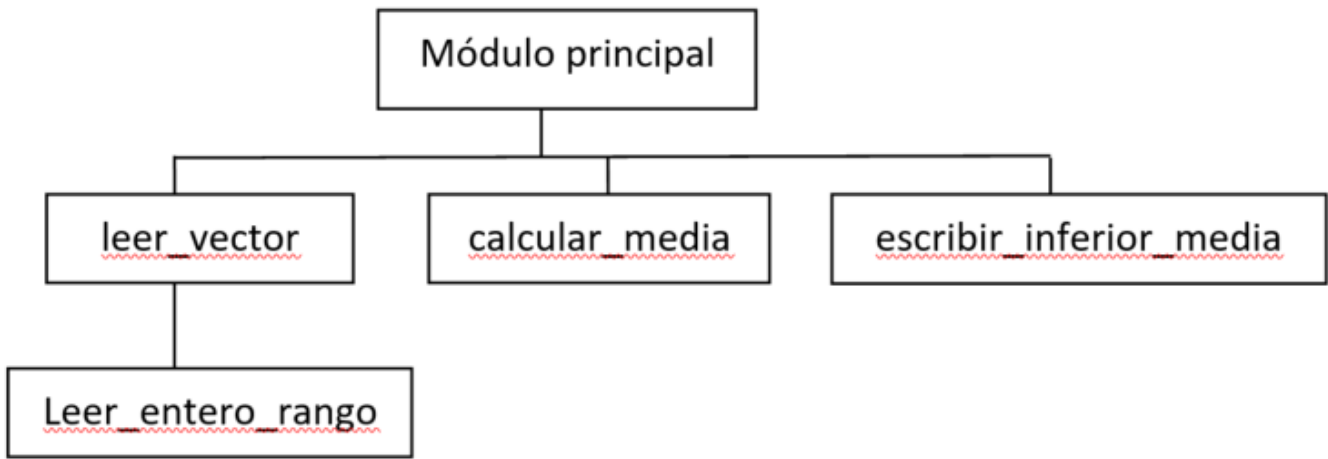 Módulo principal
leer_vector
calcular_media
escribir_inferior_media
Leer_entero_rango